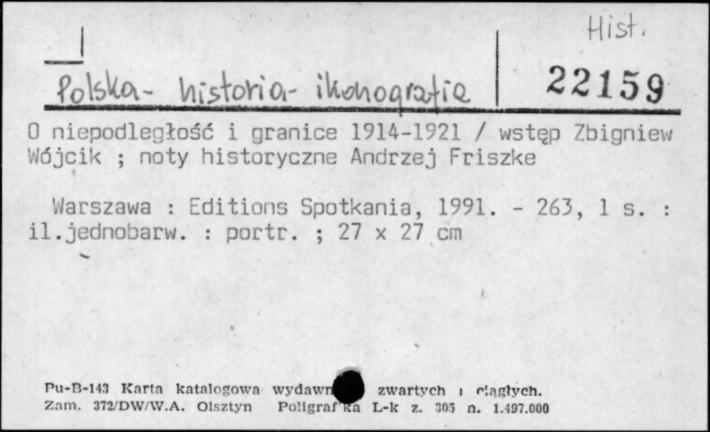 Hist.
Polska - historia - ikonografia
22159
O niepodległość i granice 1914-1921 / wstęp Zbigniew
Wójcik ; noty historyczne Andrzej Friszke
Warszawa : Editions Spotkania, 1991. - 263, 1 s. :
il.jednobarw. : portr. ; 27 x 27 cm
Pu-B-143 Karta katalogowa wydawn zwartych i ciągłych.
Zam. 372/DW/W.A. Olsztyn Poligrafka L-k z. 305 n. 1.497.000